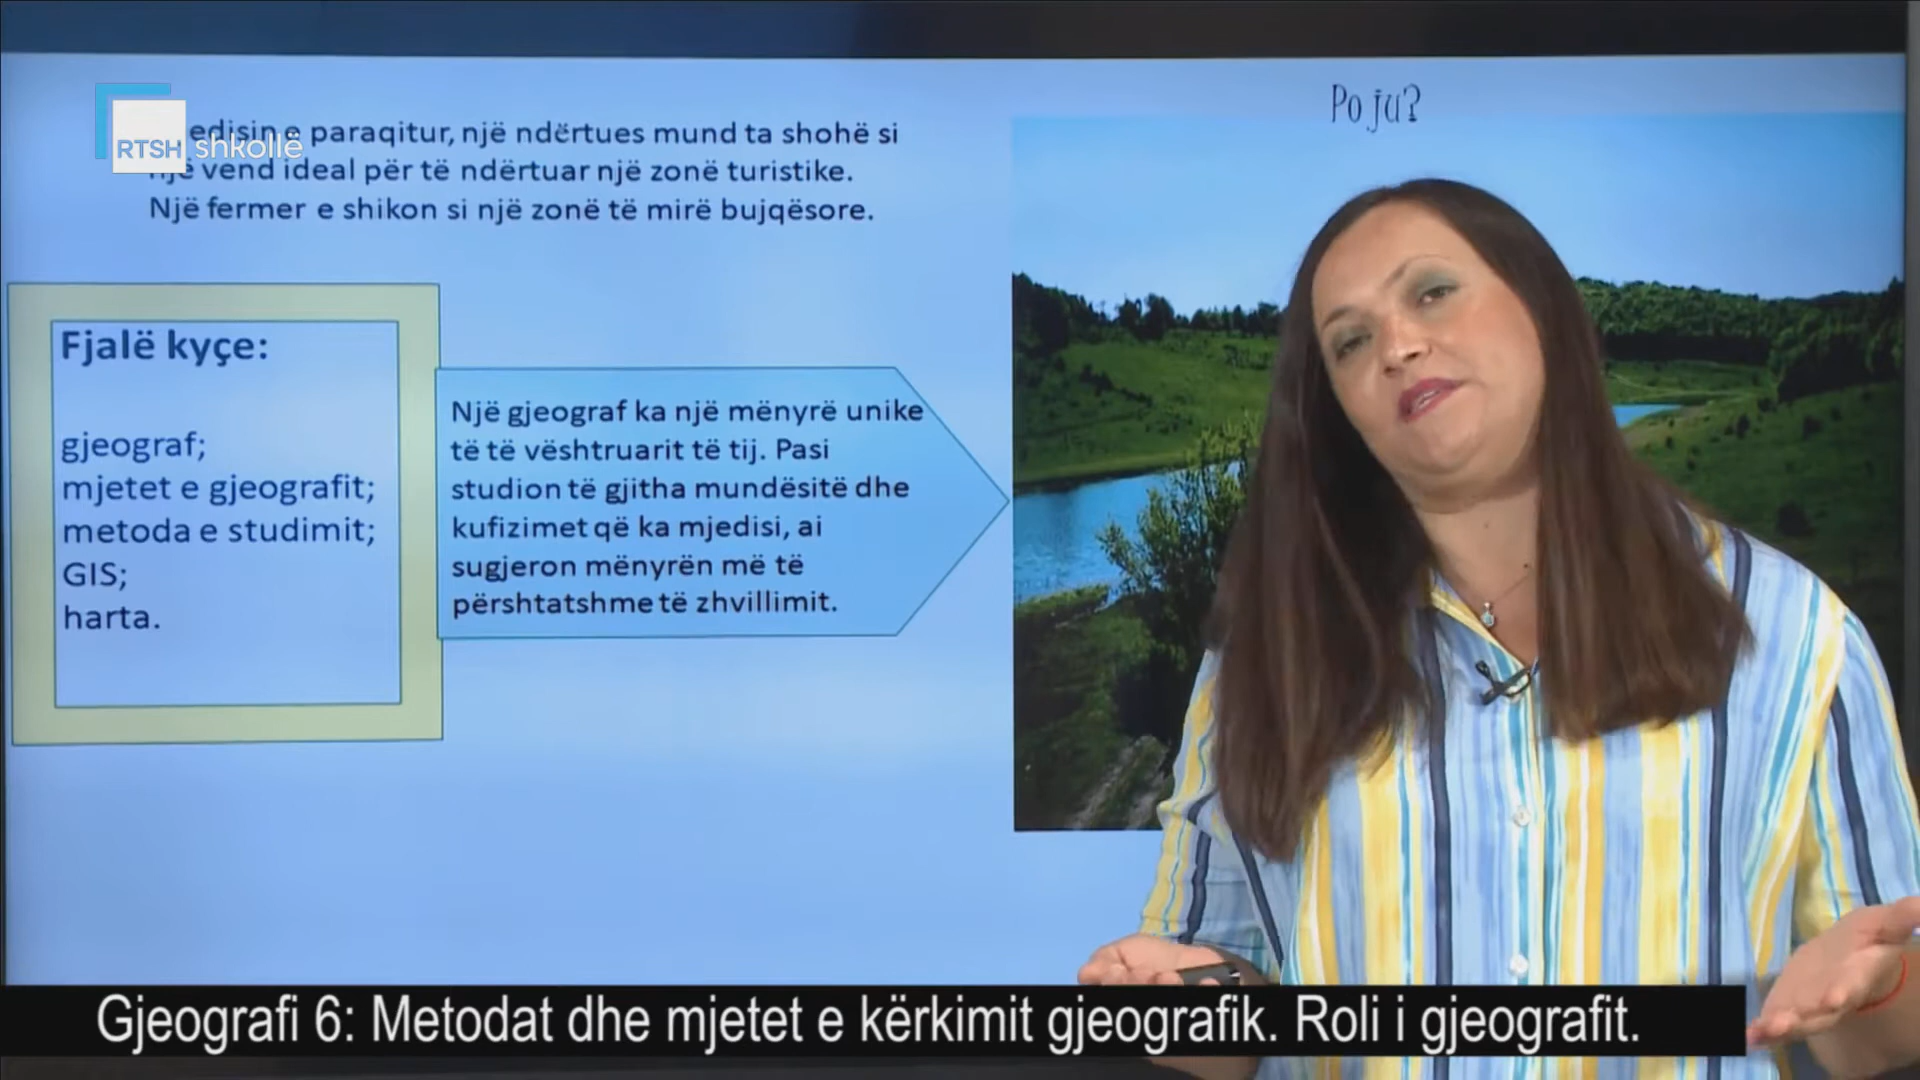 RTSH shkollë
Po ju?
edisin e paraqitur, një ndërtues mund ta shohë si
një vend ideal për të ndërtuar një zonë turistike.
Një fermer e shikon si një zonë të mirë bujqësore.
Fjalë kyçe:
gjeograf;
mjetet e gjeografit;
metoda e studimit;
GIS;
harta.
Një gjeograf ka një mënyrë unike
të të vështruarit të tij. Pasi
studion të gjitha mundësitë dhe
kufizimet që ka mjedisi, ai
sugjeron mënyrën më të
përshtatshme të zhvillimit.
Gjeografi 6: Metodat dhe mjetet e kërkimit gjeografik. Roli i gjeografit.